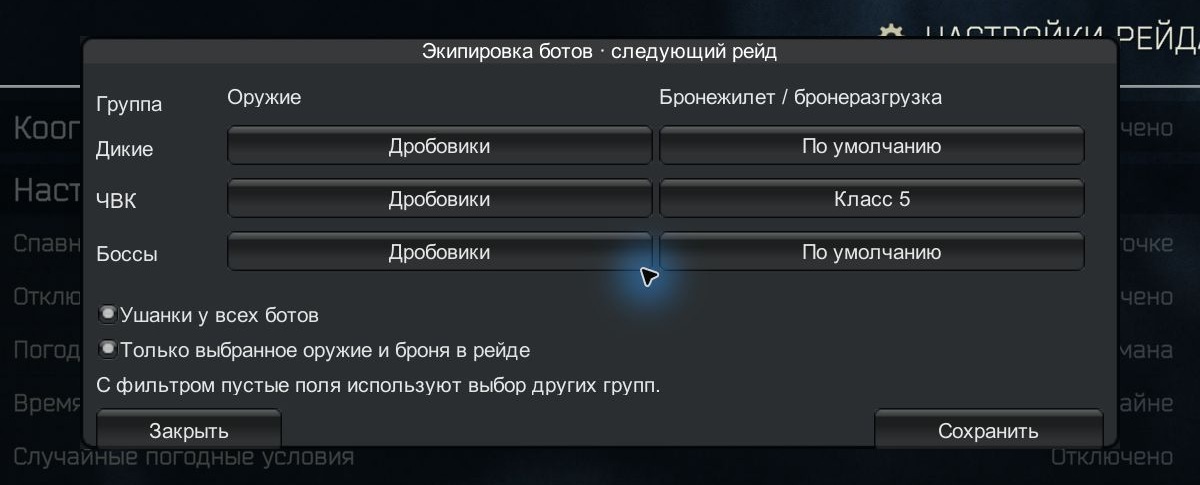 НАСТРОЙКИ РЕЙДА
Экипировка ботов · следующий рейд
Группа Оружие Бронежилет / бронеразгрузка
Дикие Дробовики По умолчанию
ЧВК Дробовики Класс 5
Боссы Дробовики По умолчанию
Ушанки у всех ботов
Только выбранное оружие и броня в рейде
С фильтром пустые поля используют выбор других групп.
Закрыть Сохранить
Случайные погодные условия Отключено